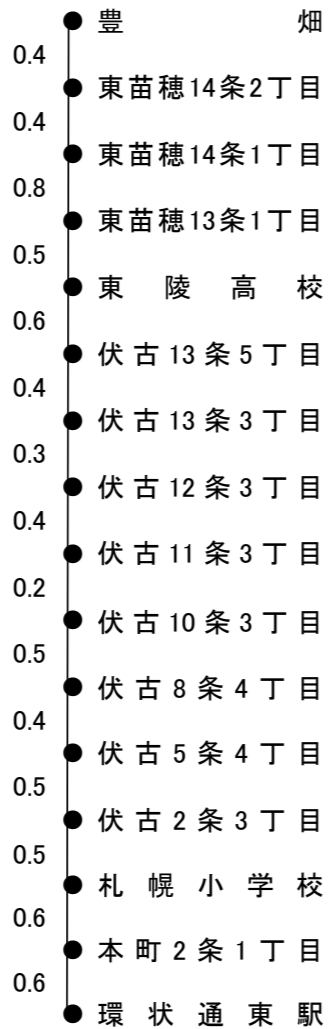 豊畑
0.4
東苗穂14条2丁目
0.4
東苗穂14条1丁目
0.8
東苗穂13条1丁目
0.5
東陵高校
0.6
伏古13条5丁目
0.4
伏古13条3丁目
0.3
伏古12条3丁目
0.4
伏古11条3丁目
0.2
伏古10条3丁目
0.5
伏古8条4丁目
0.4
伏古5条4丁目
0.5
伏古2条3丁目
0.5
札幌小学校
0.6
本町2条1丁目
0.6
環状通東駅